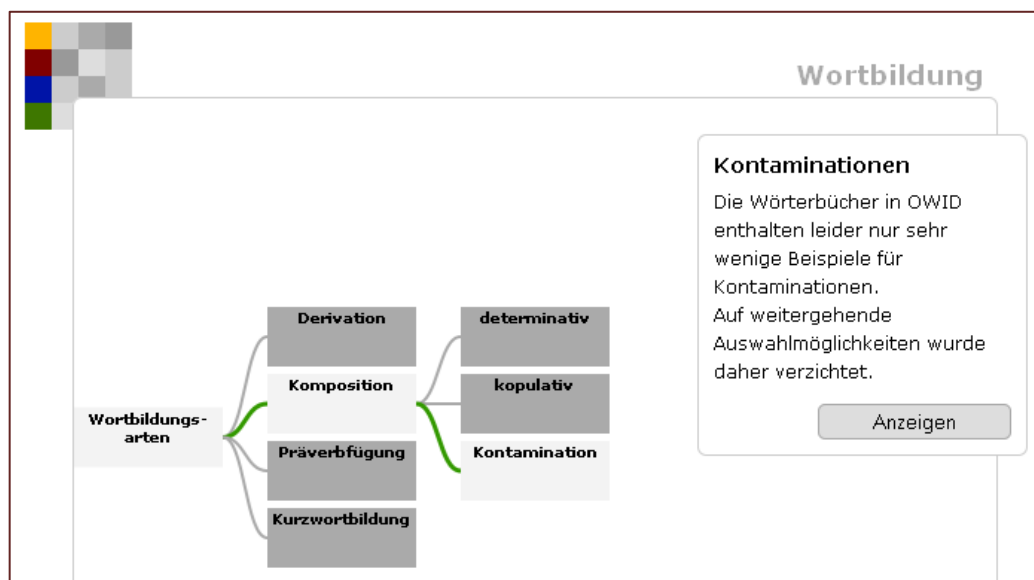 Wortbildung
Kontaminationen
Die Wörterbücher in OWID
enthalten leider nur sehr
wenige Beispiele für
Kontaminationen.
Auf weitergehende
Auswahlmöglichkeiten wurde
daher verzichtet.
Anzeigen
Wortbildungs-
arten
Derivation
Komposition
Präverbfügung
Kurzwortbildung
determinativ
kopulativ
Kontamination